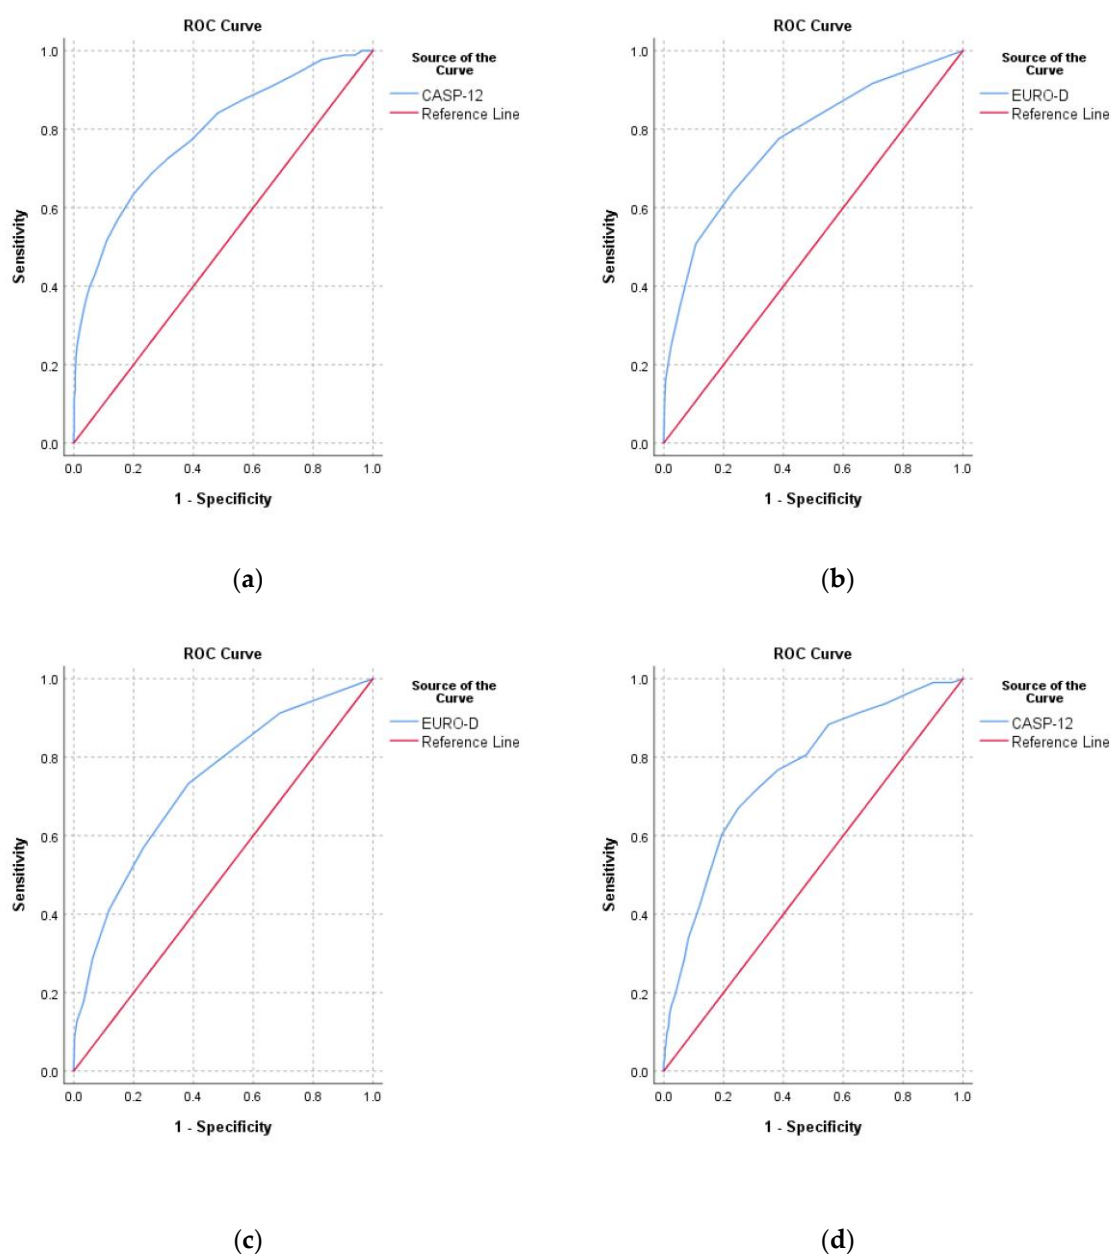 ROC Curve
Source of the
Curve
CASP-12
Reference Line
1.0
0.8
0.6
0.4
0.2
0.0
Sensitivity
0.0 0.2 0.4 0.6 0.8 1.0
1 - Specificity
(a)
ROC Curve
Source of the
Curve
EURO-D
Reference Line
1.0
0.8
0.6
0.4
0.2
0.0
Sensitivity
0.0 0.2 0.4 0.6 0.8 1.0
1 - Specificity
(b)
ROC Curve
Source of the
Curve
EURO-D
Reference Line
1.0
0.8
0.6
0.4
0.2
0.0
Sensitivity
0.0 0.2 0.4 0.6 0.8 1.0
1 - Specificity
(c)
ROC Curve
Source of the
Curve
CASP-12
Reference Line
1.0
0.8
0.6
0.4
0.2
0.0
Sensitivity
0.0 0.2 0.4 0.6 0.8 1.0
1 - Specificity
(d)